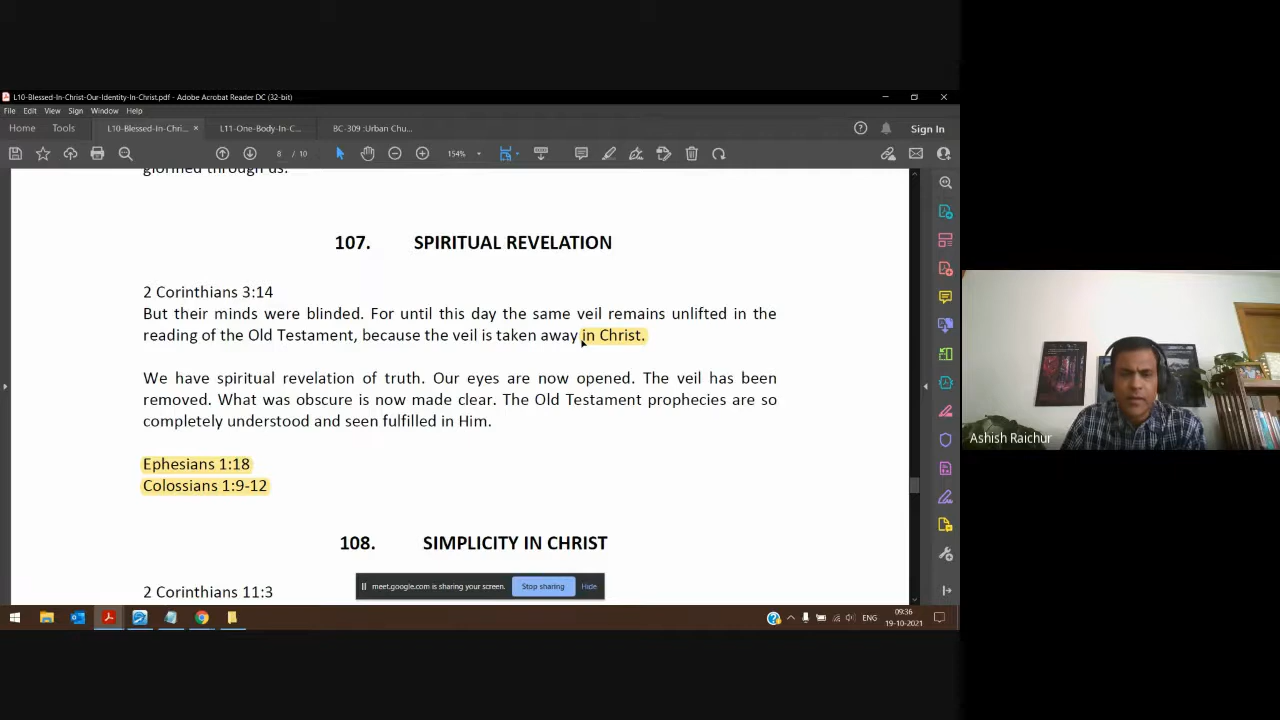 L10-Blessed-In-Christ-Our-Identity-In-Christ.pdf - Adobe Acrobat Reader DC (32-bit)
File Edit View Sign Window Help
Home Tools L10-Blessed-In-Chri... × L11-One-Body-In-C... BC-309 :Urban Chu... Sign In
8 / 10 154%
glorified through us.
107. SPIRITUAL REVELATION
2 Corinthians 3:14
But their minds were blinded. For until this day the same veil remains unlifted in the
reading of the Old Testament, because the veil is taken away in Christ.
We have spiritual revelation of truth. Our eyes are now opened. The veil has been
removed. What was obscure is now made clear. The Old Testament prophecies are so
completely understood and seen fulfilled in Him.
Ephesians 1:18
Colossians 1:9-12
108. SIMPLICITY IN CHRIST
2 Corinthians 11:3
meet.google.com is sharing your screen. Stop sharing Hide
ENG
09:36
19-10-2021
Ashish Raichur